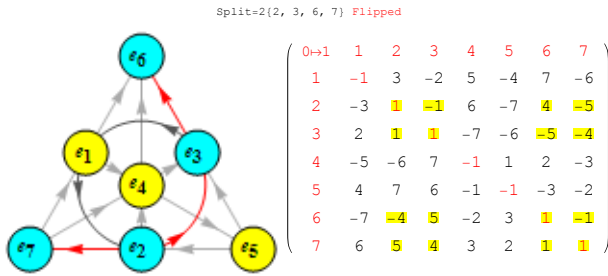 Split=2{2, 3, 6, 7} Flipped
e6
e1
e3
e4
e7
e2
e5
0↦1 1 2 3 4 5 6 7
1 -1 3 -2 5 -4 7 -6
2 -3 1 -1 6 -7 4 -5
3 2 1 1 -7 -6 -5 -4
4 -5 -6 7 -1 1 2 -3
5 4 7 6 -1 -1 -3 -2
6 -7 -4 5 -2 3 1 -1
7 6 5 4 3 2 1 1